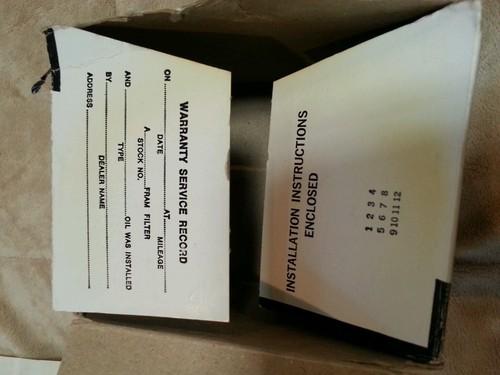 WARRANTY SERVICE RECORD
ON ........ AT ........
DATE MILEAGE
A ........ FRAM FILTER
STOCK NO.
AND ........ OIL WAS INSTALLED
TYPE
BY ........
DEALER NAME
ADDRESS ........
INSTALLATION INSTRUCTIONS
ENCLOSED
1 2 3 4
5 6 7 8
9 10 11 12